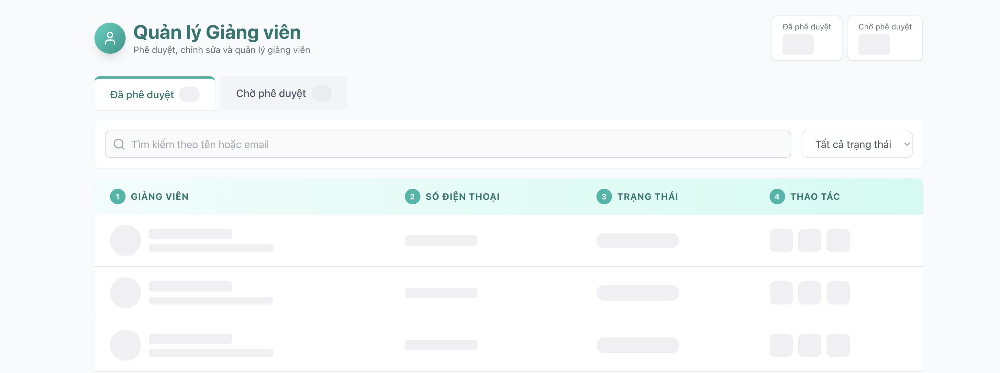 Quản lý Giảng viên
Phê duyệt, chỉnh sửa và quản lý giảng viên
Đã phê duyệt
Chờ phê duyệt
Đã phê duyệt
Chờ phê duyệt
Tìm kiếm theo tên hoặc email
Tất cả trạng thái
1 GIẢNG VIÊN
2 SỐ ĐIỆN THOẠI
3 TRẠNG THÁI
4 THAO TÁC